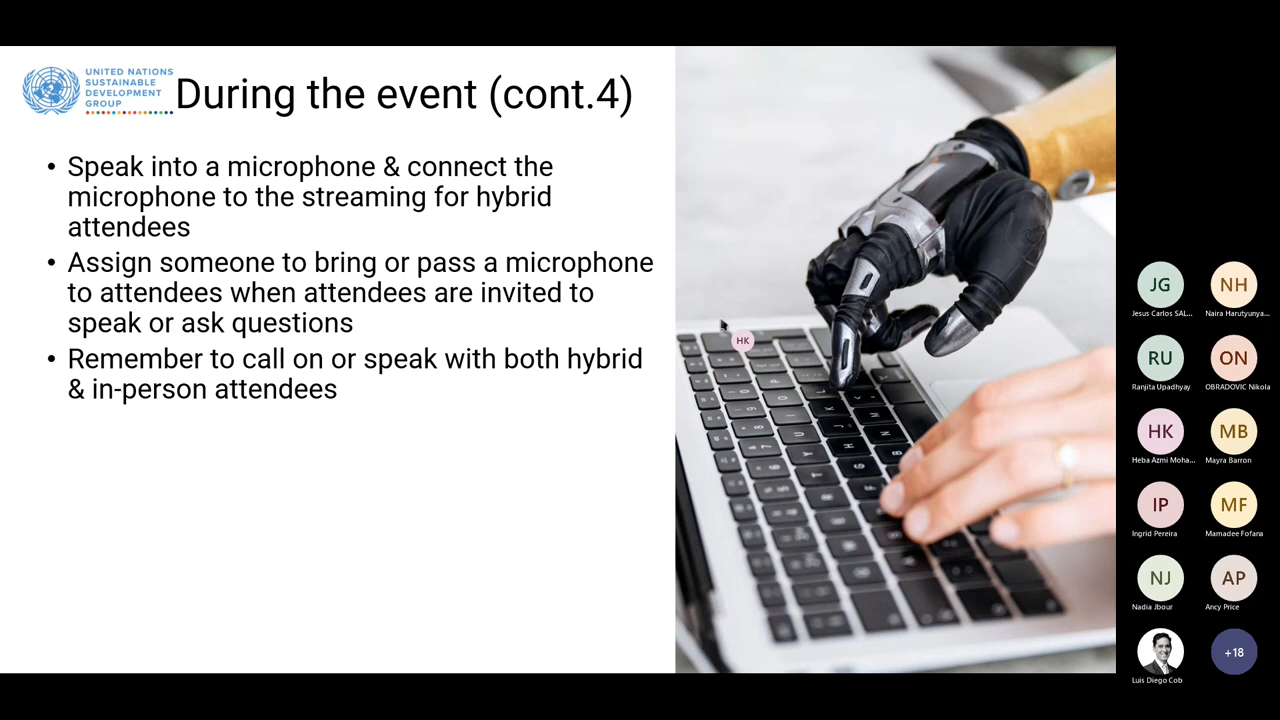 UNITED NATIONS
SUSTAINABLE
DEVELOPMENT
GROUP
During the event (cont.4)
• Speak into a microphone & connect the
microphone to the streaming for hybrid
attendees
• Assign someone to bring or pass a microphone
to attendees when attendees are invited to
speak or ask questions
• Remember to call on or speak with both hybrid
& in-person attendees
HK
JG
NH
Jesus Carlos SAL...
Naira Harutyunya...
RU
ON
Ranjita Upadhyay
OBRADOVIC Nikola
HK
MB
Heba Azmi Moha...
Mayra Barron
IP
MF
Ingrid Pereira
Mamadee Fofana
NJ
AP
Nadia Jbour
Ancy Price
+18
Luis Diego Cob